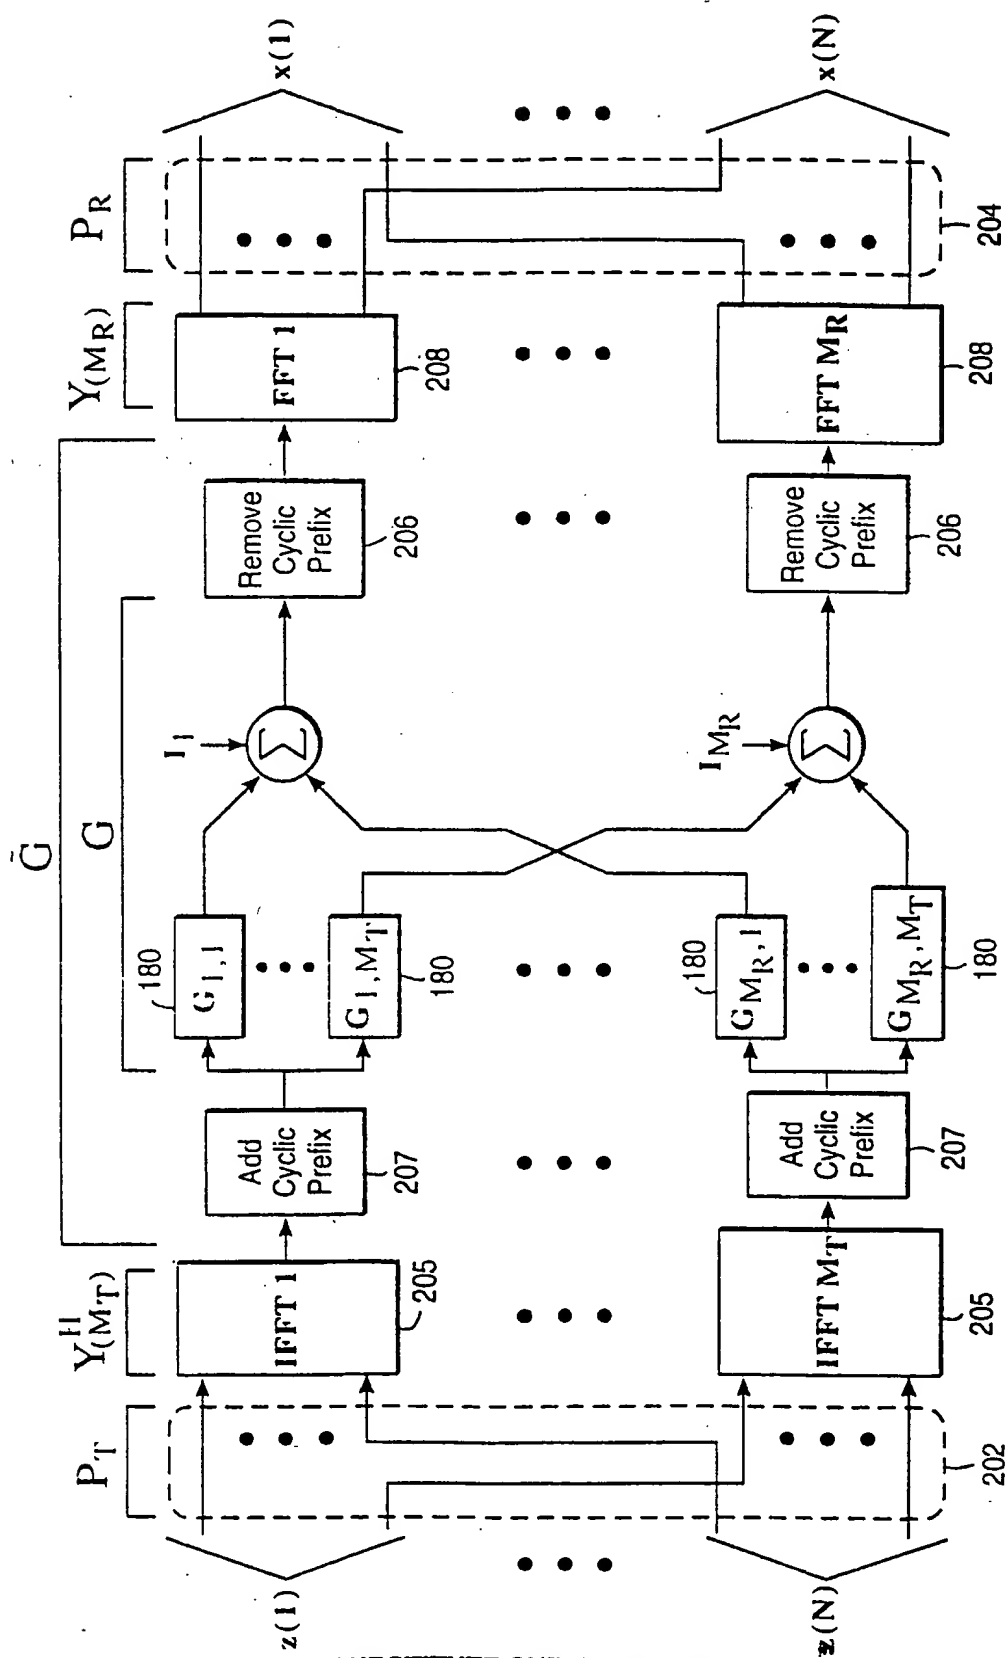 G̃
G
P_T
Y^H_(M_T)
Y_(M_R)
P_R
z(1)
IFFT 1
205
Add
Cyclic
Prefix
207
180
G_1,1
G_1,M_T
180
I_1
Σ
Remove
Cyclic
Prefix
206
FFT 1
208
x(1)
z(N)
202
IFFT M_T
205
Add
Cyclic
Prefix
207
180
G_M_R,1
G_M_R,M_T
180
I_M_R
Σ
Remove
Cyclic
Prefix
206
FFT M_R
208
204
x(N)